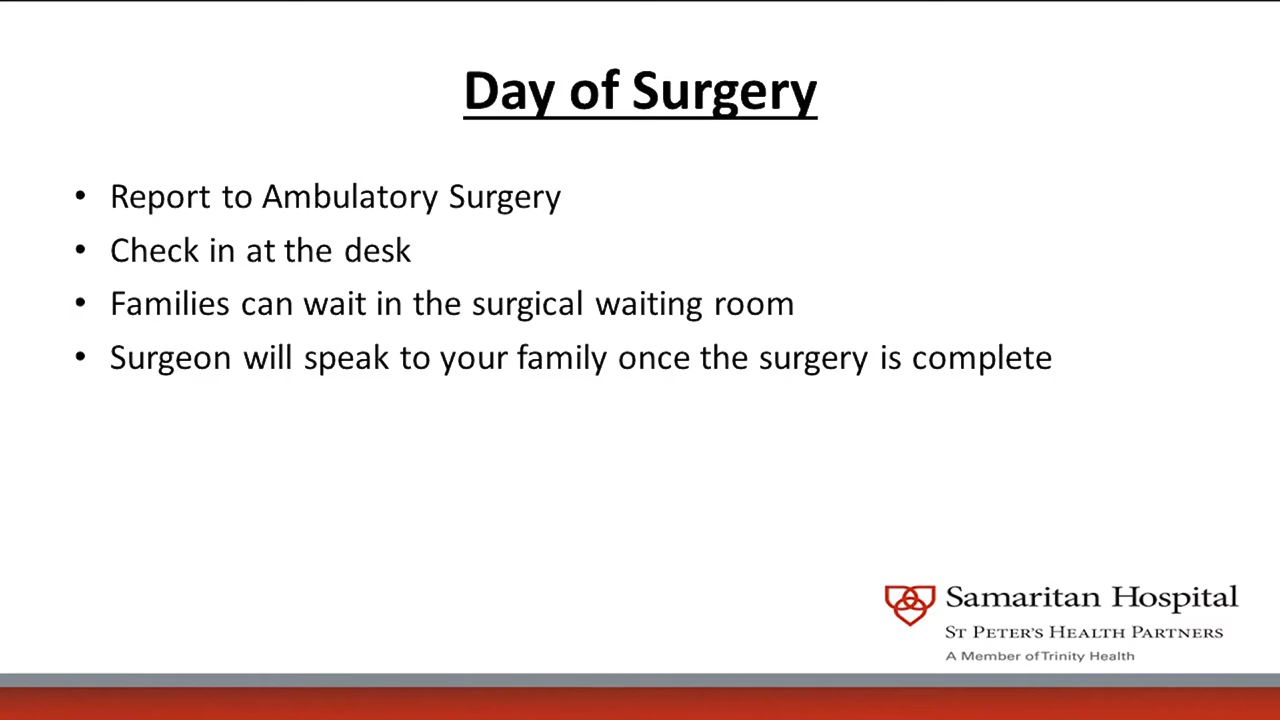 Day of Surgery
• Report to Ambulatory Surgery
• Check in at the desk
• Families can wait in the surgical waiting room
• Surgeon will speak to your family once the surgery is complete
Samaritan Hospital
ST PETER'S HEALTH PARTNERS
A Member of Trinity Health